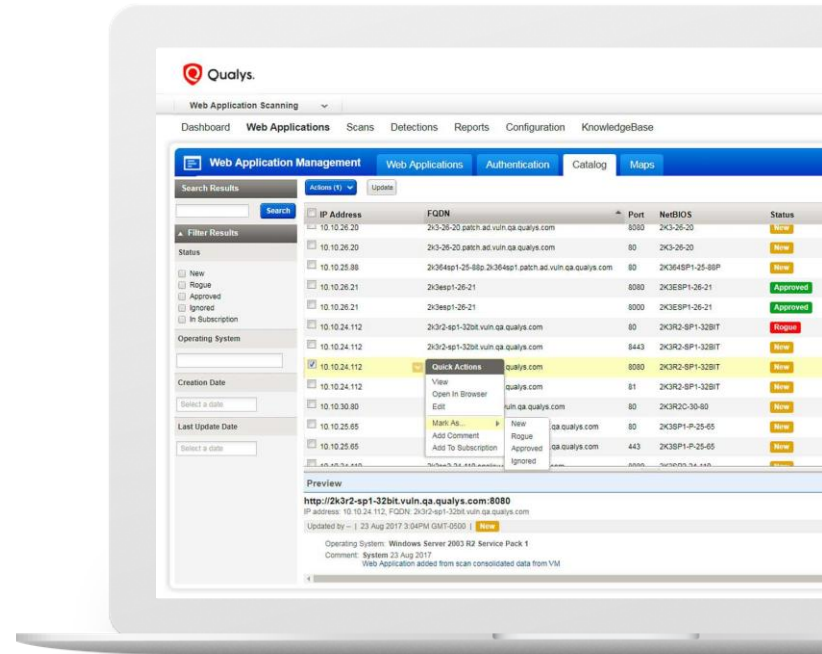 Qualys.
Web Application Scanning
Dashboard Web Applications Scans Detections Reports Configuration KnowledgeBase
Web Application Management Web Applications Authentication Catalog Maps
Search Results
Actions (1) Update
Search
IP Address FQDN Port NetBIOS Status
10.10.26.20 2k3-26-20.patch.ad.vuln.qa.qualys.com 8080 2K3-26-20 New
Filter Results
10.10.26.20 2k3-26-20.patch.ad.vuln.qa.qualys.com 80 2K3-26-20 New
Status
10.10.25.88 2k364sp1-25-88p.2k364sp1.patch.ad.vuln.qa.qualys.com 80 2K364SP1-25-88P New
New
Rogue
Approved
Ignored
In Subscription
10.10.26.21 2k3esp1-26-21 8080 2K3ESP1-26-21 Approved
10.10.26.21 2k3esp1-26-21 8000 2K3ESP1-26-21 Approved
10.10.24.112 2k3r2-sp1-32bit.vuln.qa.qualys.com 80 2K3R2-SP1-32BIT Rogue
Operating System
10.10.24.112 2k3r2-sp1-32bit.vuln.qa.qualys.com 8443 2K3R2-SP1-32BIT New
10.10.24.112 qualys.com 8080 2K3R2-SP1-32BIT New
Quick Actions
View
Open In Browser
Edit
Mark As...
Add Comment
Add To Subscription
New
Rogue
Approved
Ignored
Creation Date
10.10.24.112 qualys.com 81 2K3R2-SP1-32BIT New
Select a date
10.10.30.80 vuln.qa.qualys.com 80 2K3R2C-30-80 New
Last Update Date
10.10.25.65 qa.qualys.com 80 2K3SP1-P-25-65 New
Select a date
10.10.25.65 qa.qualys.com 443 2K3SP1-P-25-65 New
Preview
http://2k3r2-sp1-32bit.vuln.qa.qualys.com:8080
IP address: 10.10.24.112, FQDN: 2k3r2-sp1-32bit.vuln.qa.qualys.com
Updated by -- | 23 Aug 2017 3:04PM GMT-0500 | New
Operating System: Windows Server 2003 R2 Service Pack 1
Comment: System 23 Aug 2017
Web Application added from scan consolidated data from VM